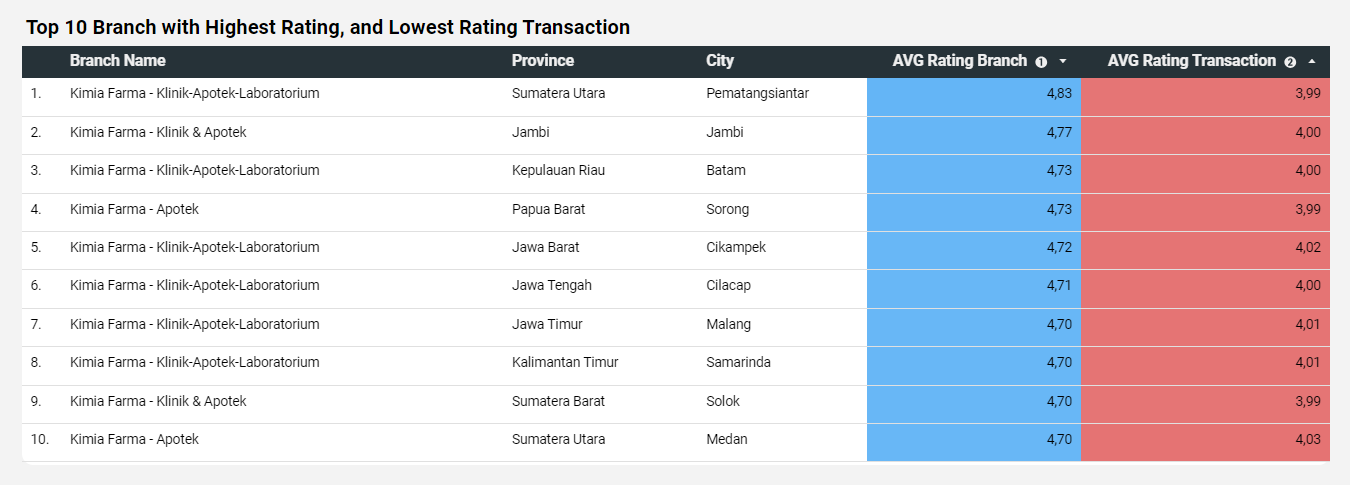 Top 10 Branch with Highest Rating, and Lowest Rating Transaction
Branch Name Province City AVG Rating Branch 1 AVG Rating Transaction 2
1. Kimia Farma - Klinik-Apotek-Laboratorium Sumatera Utara Pematangsiantar 4,83 3,99
2. Kimia Farma - Klinik & Apotek Jambi Jambi 4,77 4,00
3. Kimia Farma - Klinik-Apotek-Laboratorium Kepulauan Riau Batam 4,73 4,00
4. Kimia Farma - Apotek Papua Barat Sorong 4,73 3,99
5. Kimia Farma - Klinik-Apotek-Laboratorium Jawa Barat Cikampek 4,72 4,02
6. Kimia Farma - Klinik-Apotek-Laboratorium Jawa Tengah Cilacap 4,71 4,00
7. Kimia Farma - Klinik-Apotek-Laboratorium Jawa Timur Malang 4,70 4,01
8. Kimia Farma - Klinik-Apotek-Laboratorium Kalimantan Timur Samarinda 4,70 4,01
9. Kimia Farma - Klinik & Apotek Sumatera Barat Solok 4,70 3,99
10. Kimia Farma - Apotek Sumatera Utara Medan 4,70 4,03